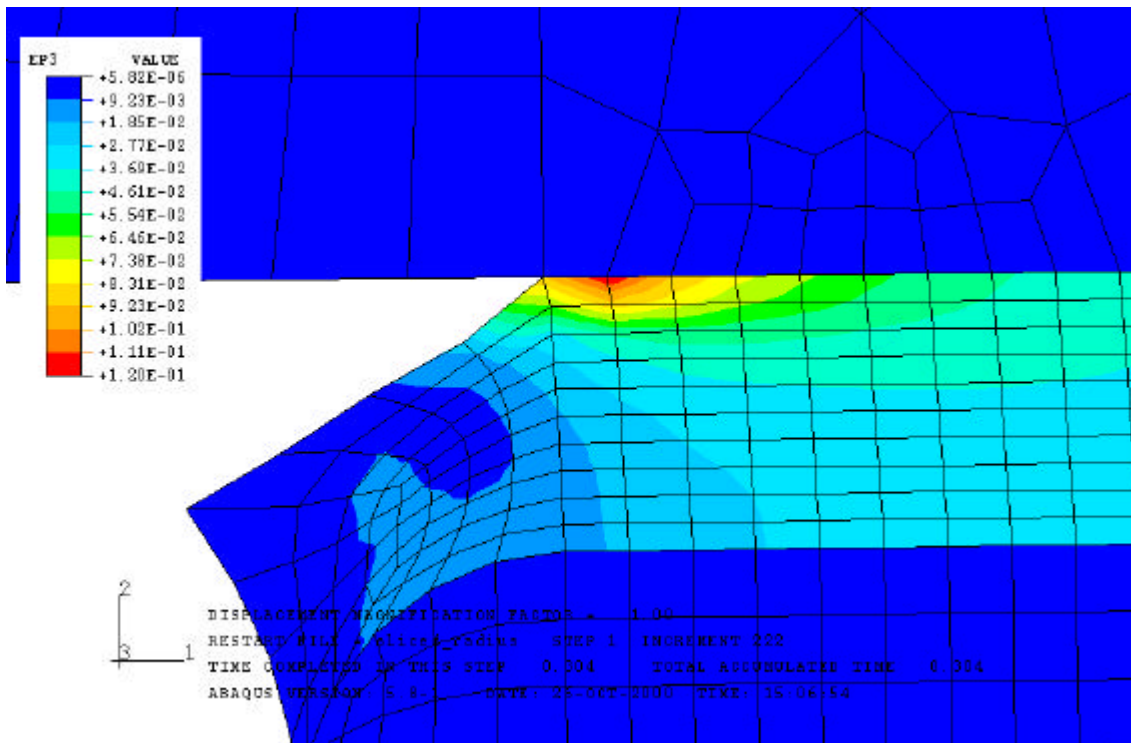 EP3 VALUE
+5.82E-06
+9.23E-03
+1.85E-02
+2.77E-02
+3.69E-02
+4.61E-02
+5.54E-02
+6.46E-02
+7.38E-02
+8.31E-02
+9.23E-02
+1.02E-01
+1.11E-01
+1.20E-01
2
3 1
DISPLACEMENT MAGNIFICATION FACTOR = 1.00
RESTART FILE = slice4_radius STEP 1 INCREMENT 222
TIME COMPLETED IN THIS STEP 0.004 TOTAL ACCUMULATED TIME 0.004
ABAQUS VERSION: 5.8-1 DATE: 25-OCT-2000 TIME: 15:06:54